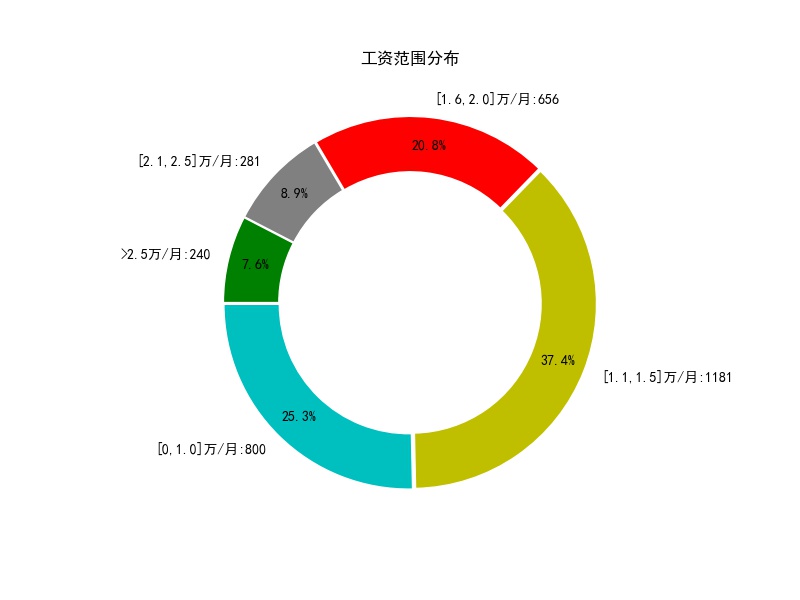 工资范围分布
[1.6,2.0]万/月:656
20.8%
[2.1,2.5]万/月:281
8.9%
>2.5万/月:240
7.6%
37.4%
[1.1,1.5]万/月:1181
25.3%
[0,1.0]万/月:800